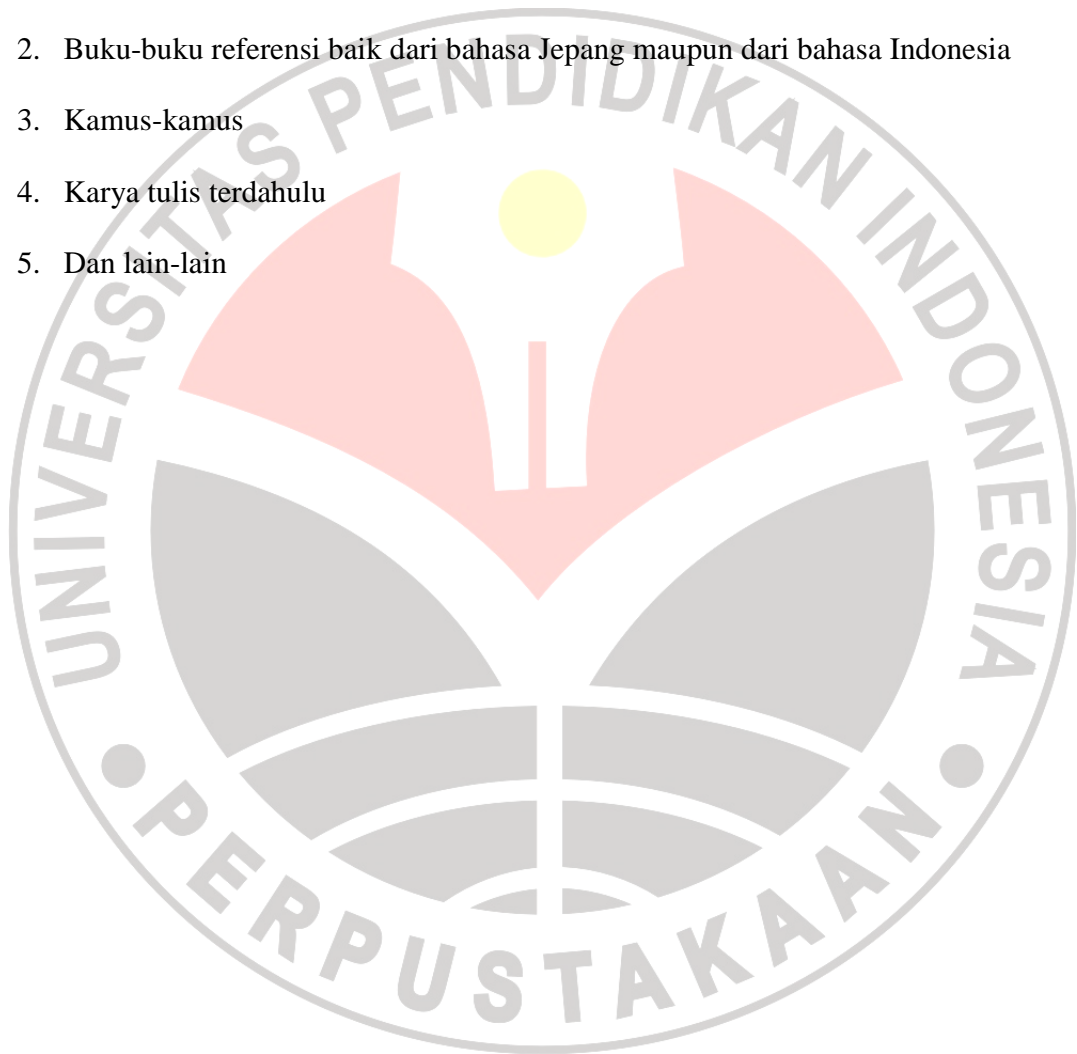 2. Buku-buku referensi baik dari bahasa Jepang maupun dari bahasa Indonesia
3. Kamus-kamus
4. Karya tulis terdahulu
5. Dan lain-lain
UNIVERSITAS PENDIDIKAN INDONESIA
PERPUSTAKAAN